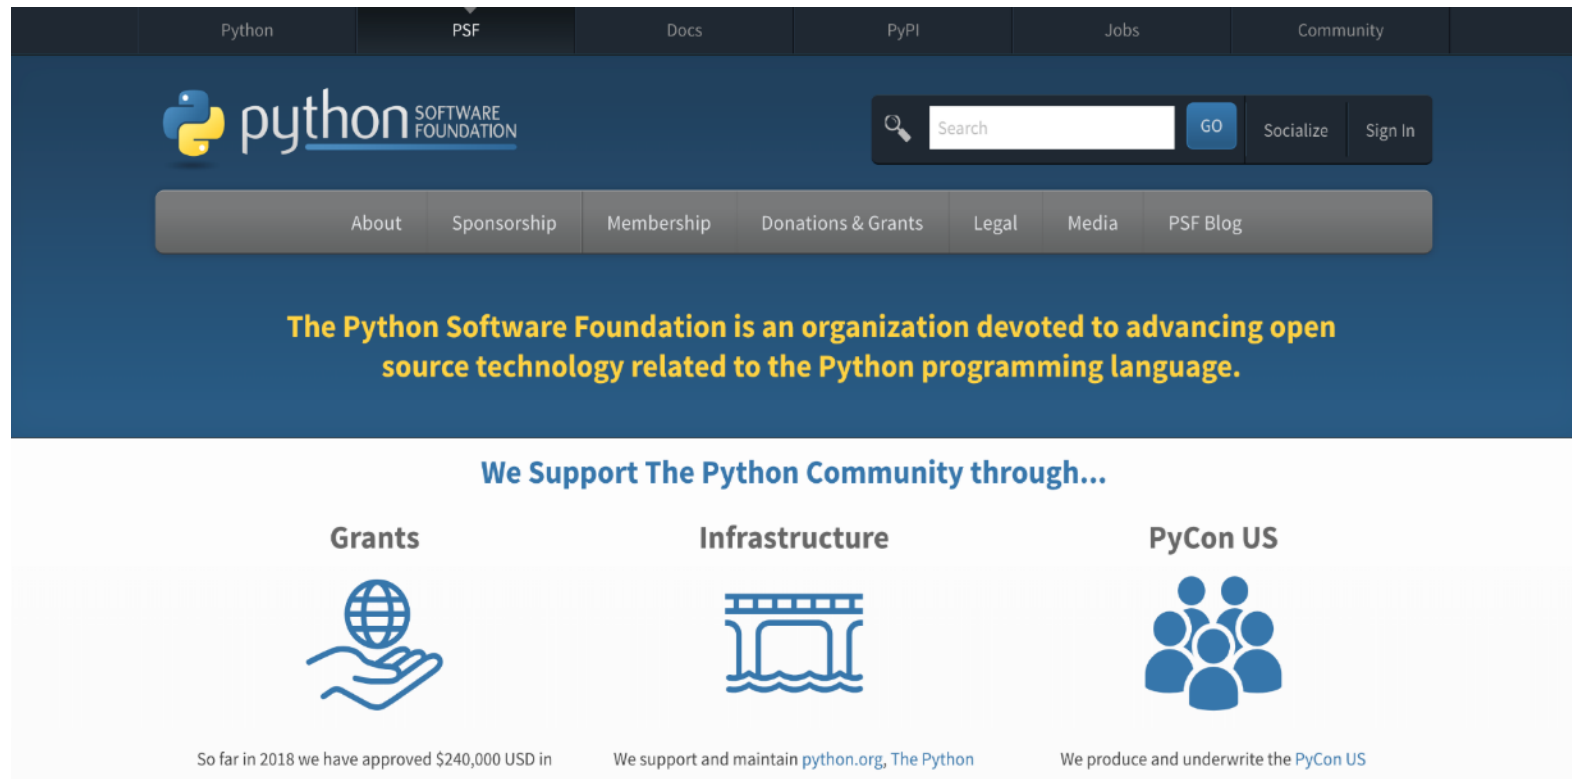 Python PSF Docs PyPI Jobs Community
python SOFTWARE FOUNDATION
Search GO Socialize Sign In
About Sponsorship Membership Donations & Grants Legal Media PSF Blog
The Python Software Foundation is an organization devoted to advancing open
source technology related to the Python programming language.
We Support The Python Community through...
Grants
So far in 2018 we have approved $240,000 USD in
Infrastructure
We support and maintain python.org, The Python
PyCon US
We produce and underwrite the PyCon US